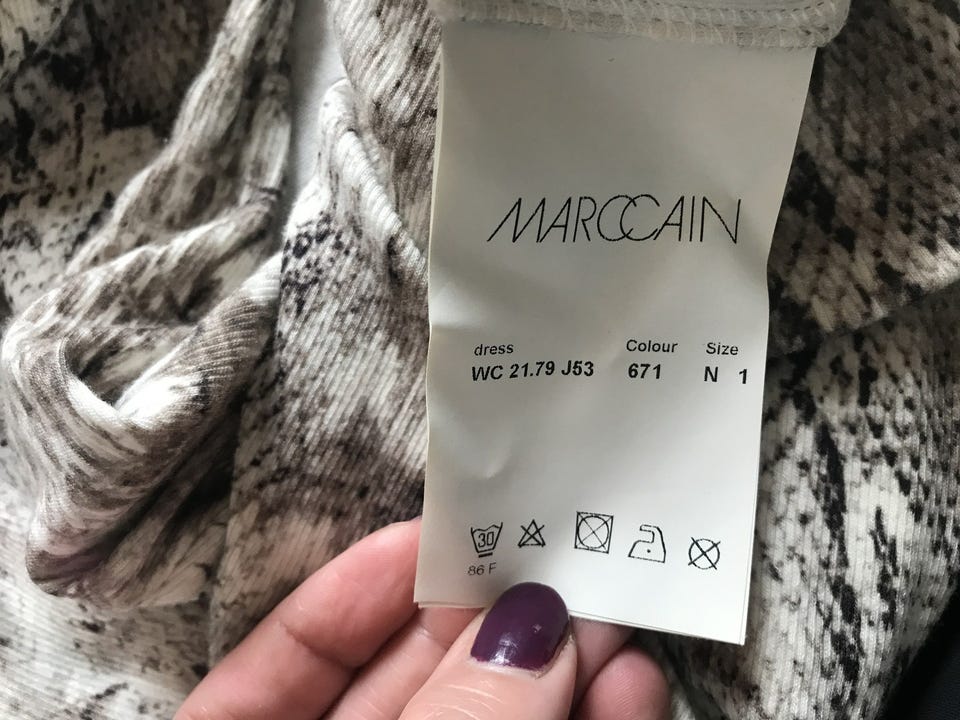 MARCCAIN
dress Colour Size
WC 21.79 J53 671 N 1
30
86 F